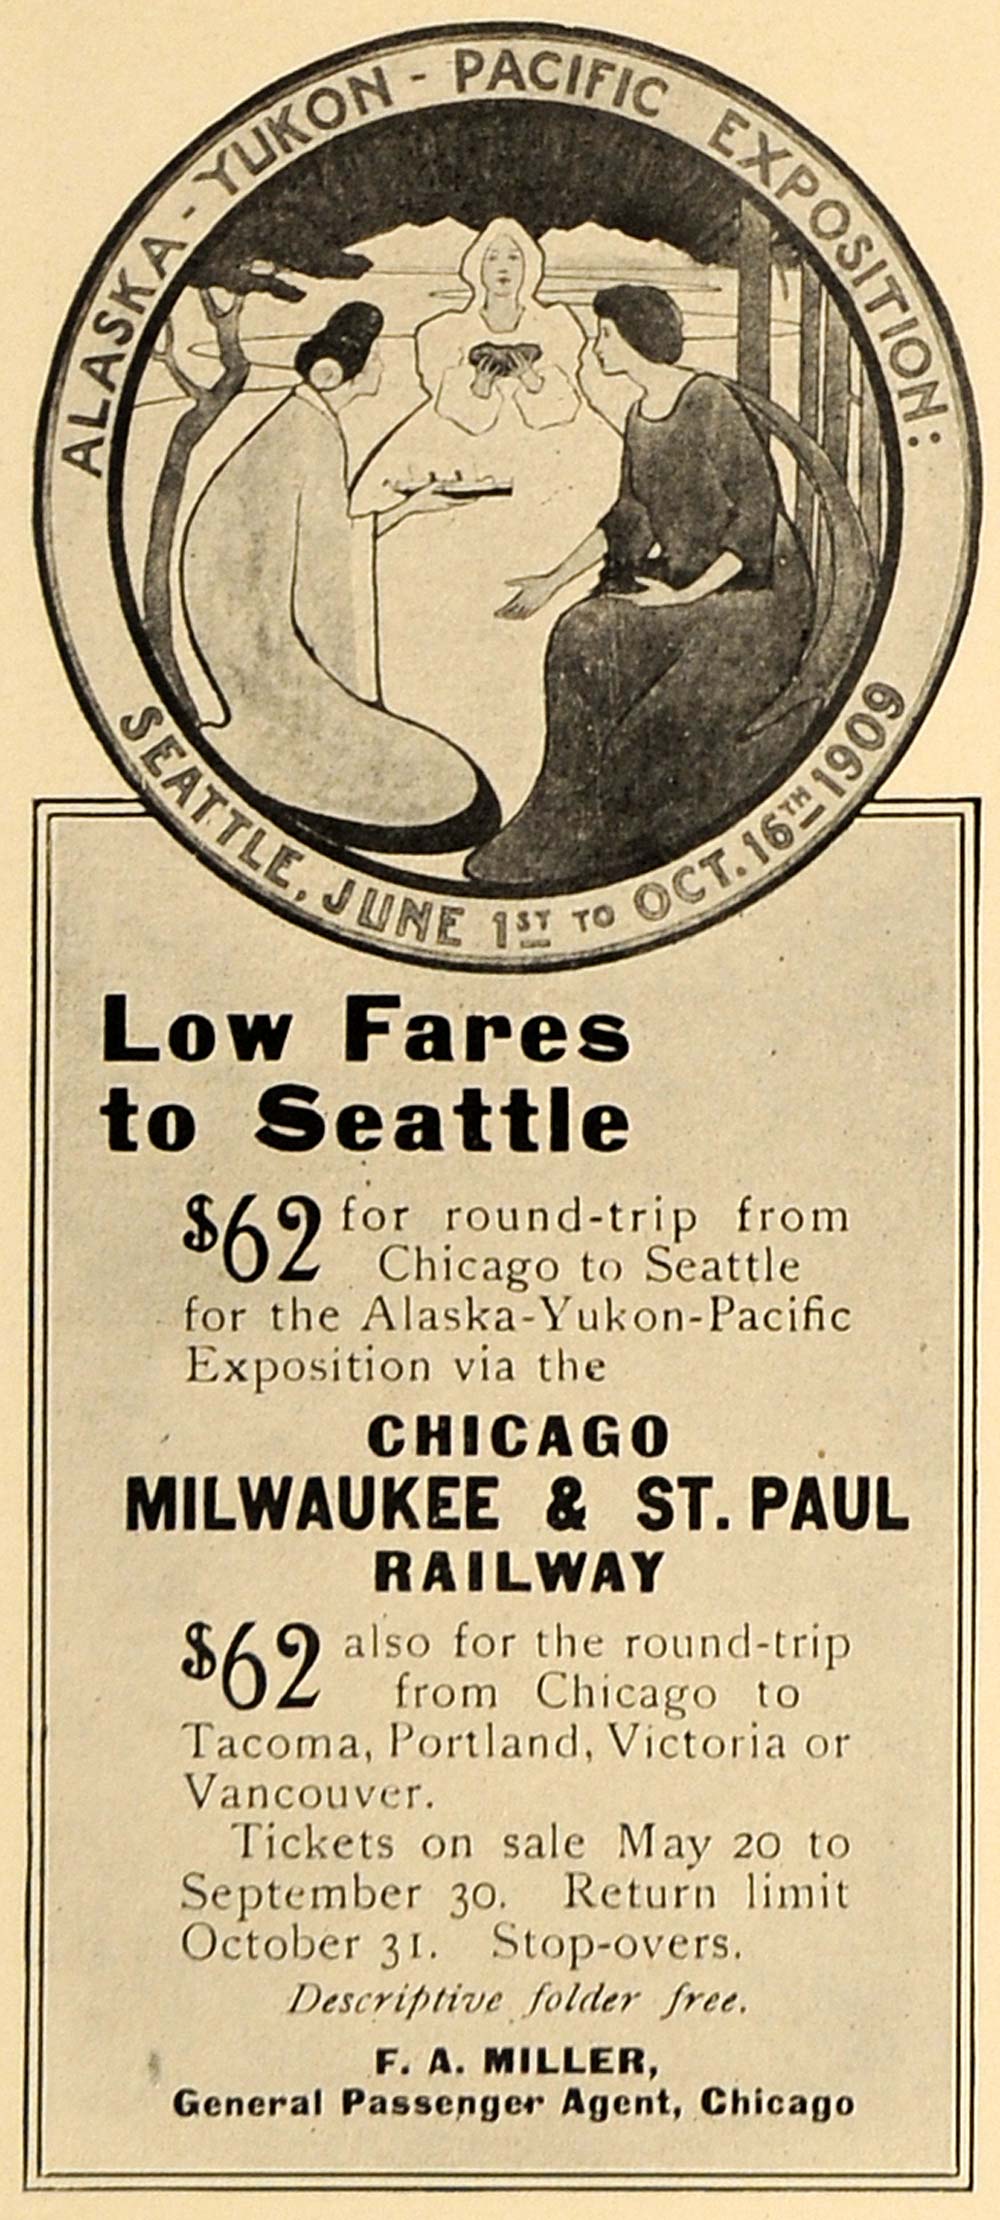 ALASKA - YUKON - PACIFIC EXPOSITION:
SEATTLE, JUNE 1ST TO OCT. 16TH 1909
Low Fares
to Seattle
$62 for round-trip from
Chicago to Seattle
for the Alaska-Yukon-Pacific
Exposition via the
CHICAGO
MILWAUKEE & ST. PAUL
RAILWAY
$62 also for the round-trip
from Chicago to
Tacoma, Portland, Victoria or
Vancouver.
Tickets on sale May 20 to
September 30. Return limit
October 31. Stop-overs.
Descriptive folder free.
F. A. MILLER,
General Passenger Agent, Chicago